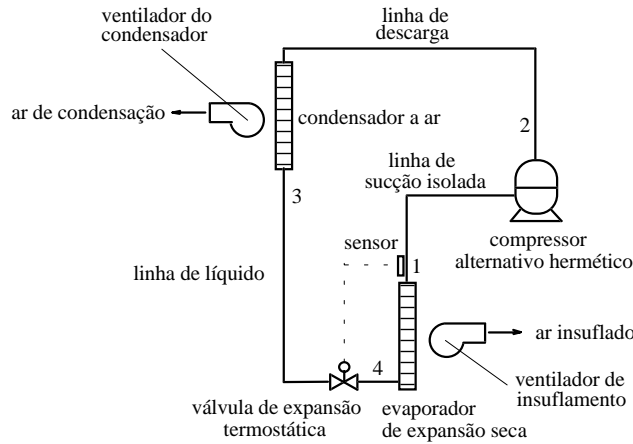 ventilador do
condensador
linha de
descarga
ar de condensação
condensador a ar
2
linha de
sucção isolada
3
compressor
alternativo hermético
sensor
1
linha de líquido
ar insuflado
4
ventilador de
insuflamento
válvula de expansão
termostática
evaporador
de expansão seca